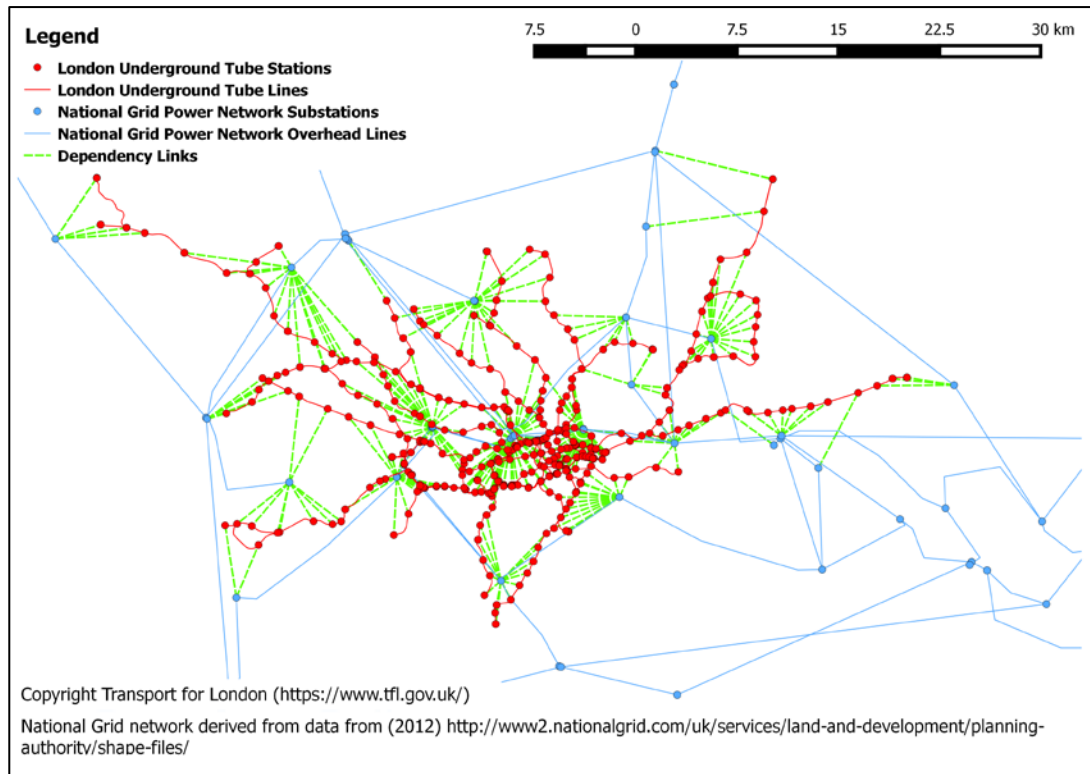 Legend
7.5 0 7.5 15 22.5 30 km
London Underground Tube Stations
London Underground Tube Lines
National Grid Power Network Substations
National Grid Power Network Overhead Lines
Dependency Links
Copyright Transport for London (https://www.tfl.gov.uk/)
National Grid network derived from data from (2012) http://www2.nationalgrid.com/uk/services/land-and-development/planning-
authority/shape-files/